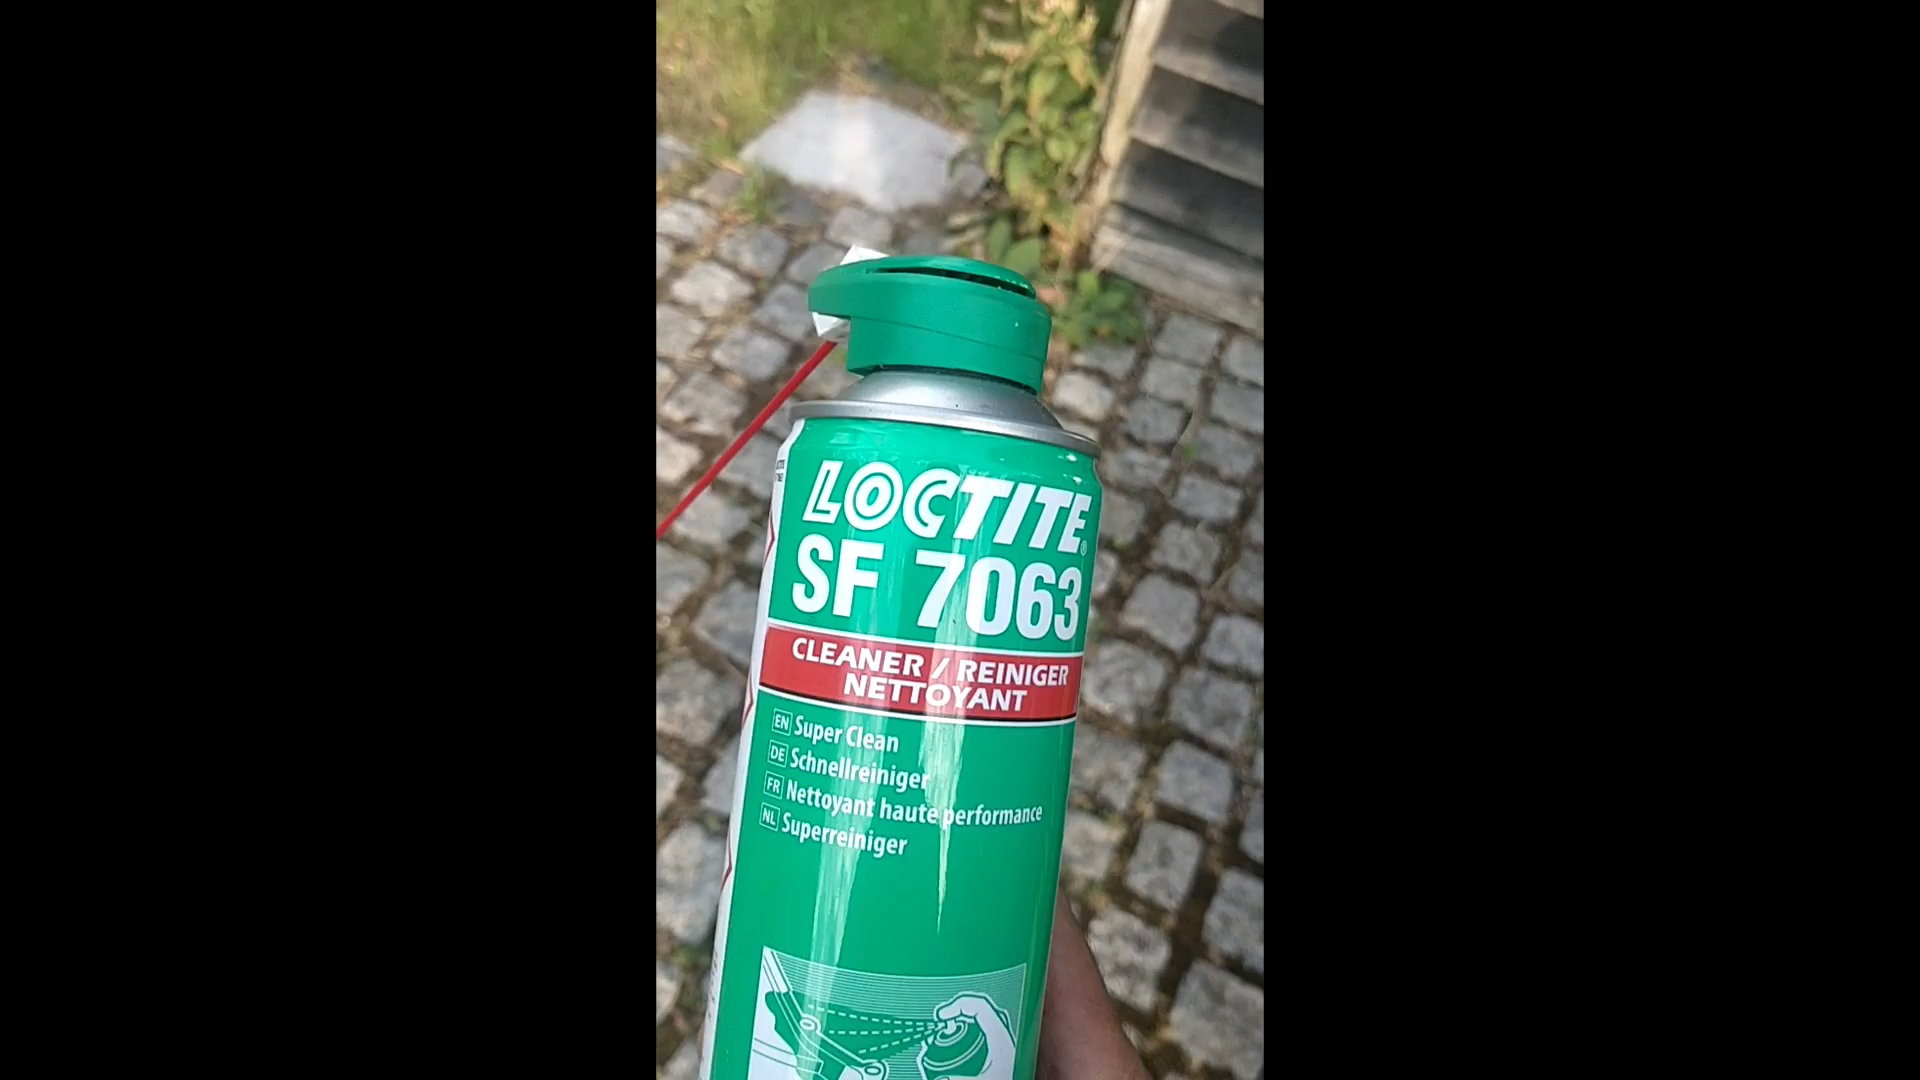 LOCTITE®
SF 7063
CLEANER / REINIGER
NETTOYANT
EN Super Clean
DE Schnellreiniger
FR Nettoyant haute performance
NL Superreiniger